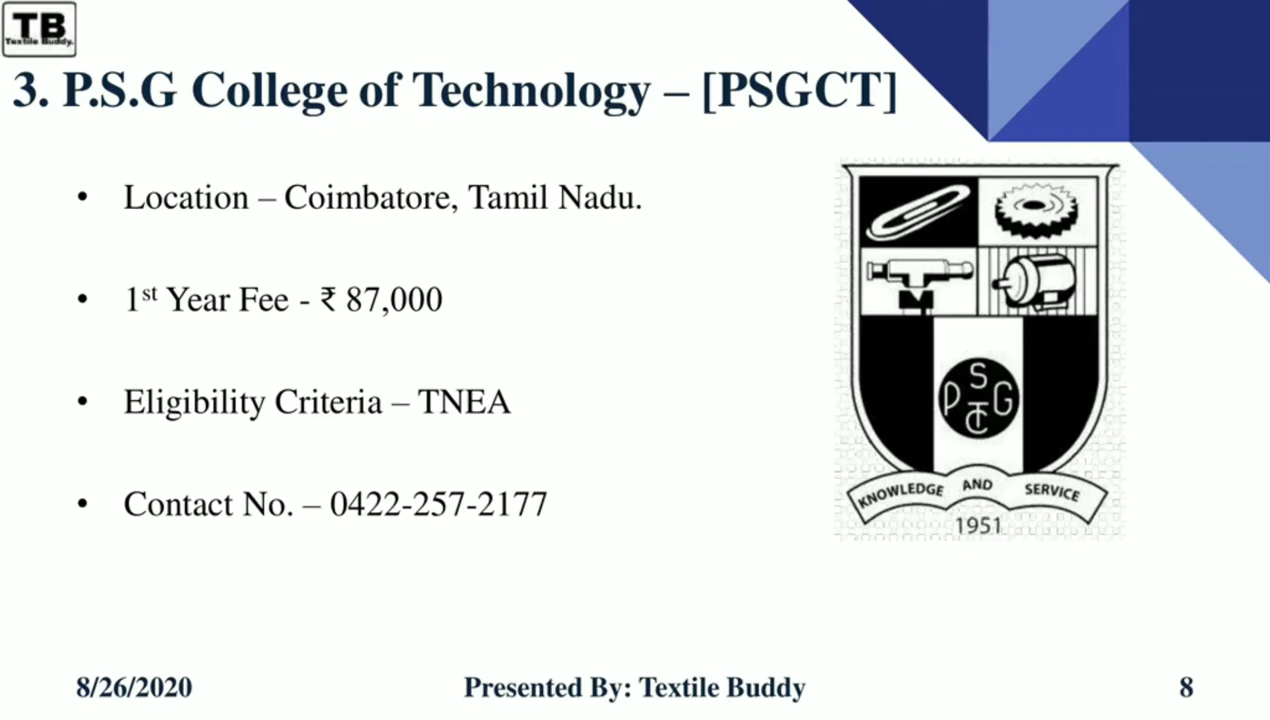 TB
Textile Buddy.
3. P.S.G College of Technology – [PSGCT]
• Location – Coimbatore, Tamil Nadu.
• 1st Year Fee - ₹ 87,000
• Eligibility Criteria – TNEA
• Contact No. – 0422-257-2177
S
P G
TC
KNOWLEDGE AND SERVICE
1951
8/26/2020 Presented By: Textile Buddy 8